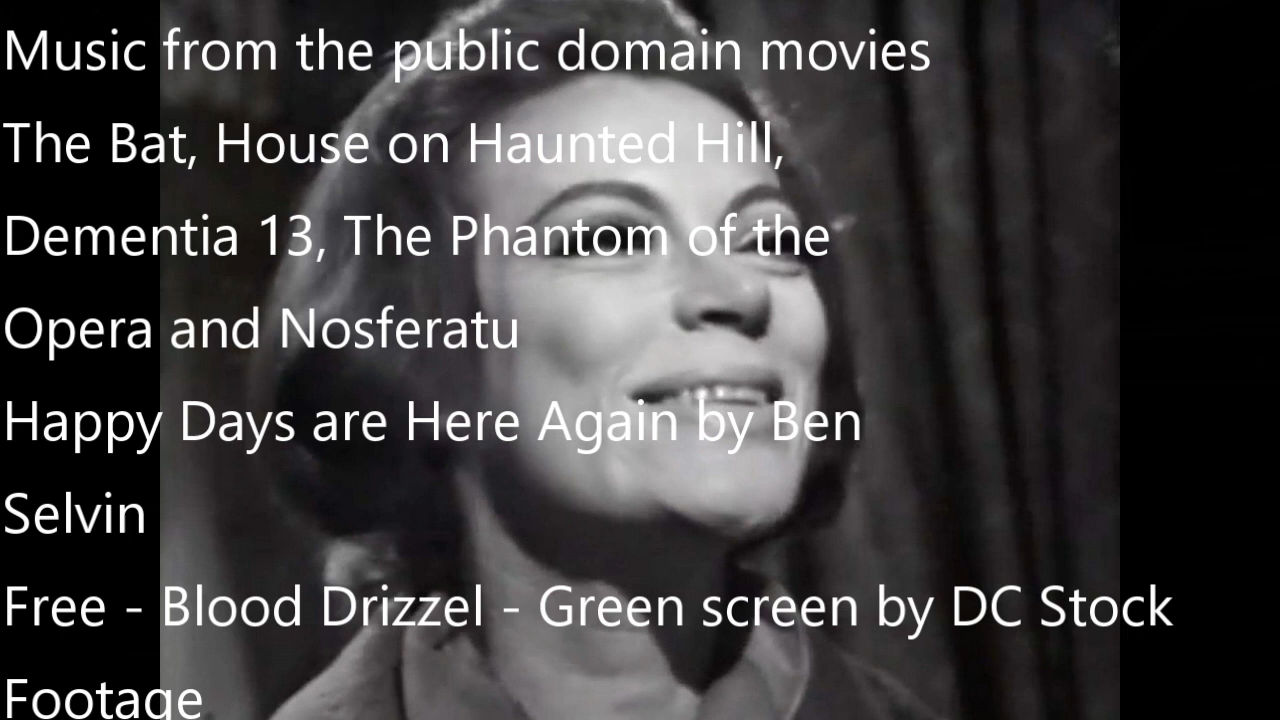 Music from the public domain movies
The Bat, House on Haunted Hill,
Dementia 13, The Phantom of the
Opera and Nosferatu
Happy Days are Here Again by Ben
Selvin
Free - Blood Drizzel - Green screen by DC Stock
Footage